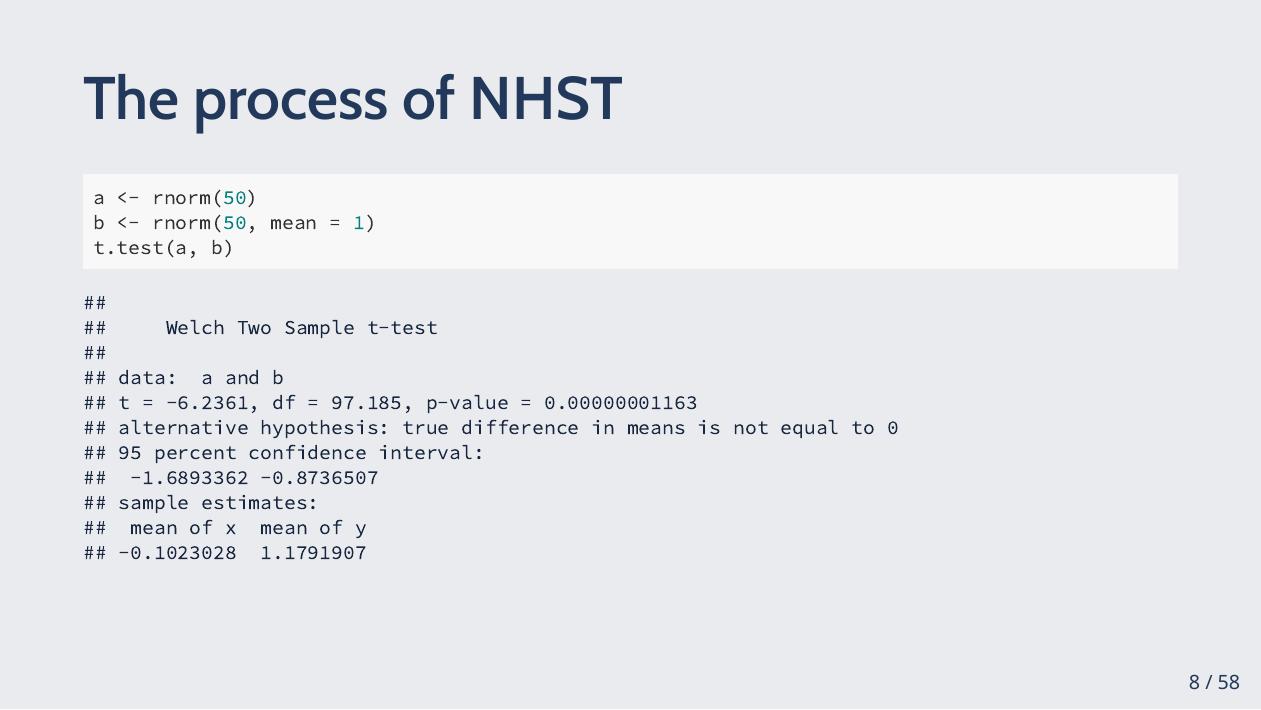 The process of NHST
a <- rnorm(50)
b <- rnorm(50, mean = 1)
t.test(a, b)
##
##     Welch Two Sample t-test
##
## data:  a and b
## t = -6.2361, df = 97.185, p-value = 0.00000001163
## alternative hypothesis: true difference in means is not equal to 0
## 95 percent confidence interval:
##  -1.6893362 -0.8736507
## sample estimates:
##  mean of x  mean of y
## -0.1023028  1.1791907
8 / 58